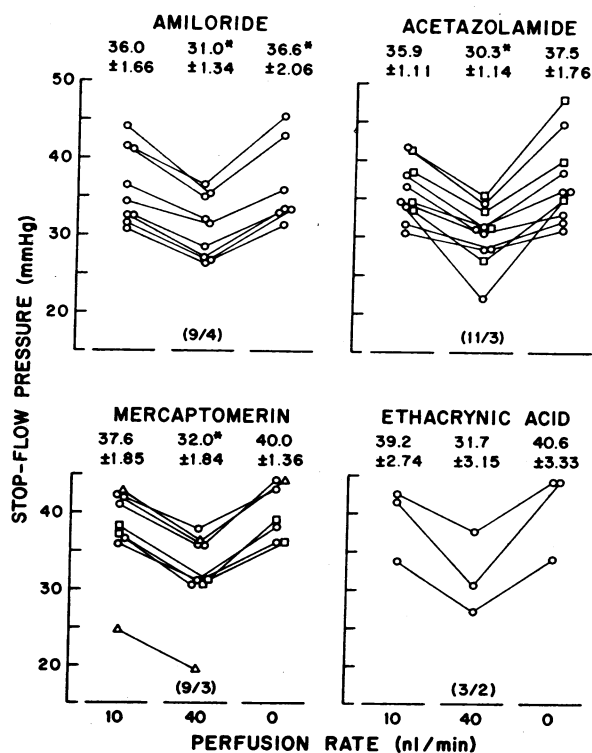 AMILORIDE
36.0 31.0* 36.6*
±1.66 ±1.34 ±2.06
ACETAZOLAMIDE
35.9 30.3* 37.5
±1.11 ±1.14 ±1.76
50
40
30
20
(9/4)
(11/3)
STOP-FLOW PRESSURE (mmHg)
MERCAPTOMERIN
37.6 32.0* 40.0
±1.85 ±1.84 ±1.36
ETHACRYNIC ACID
39.2 31.7 40.6
±2.74 ±3.15 ±3.33
40
30
20
(9/3)
(3/2)
10 40 0 10 40 0
PERFUSION RATE (nl/min)